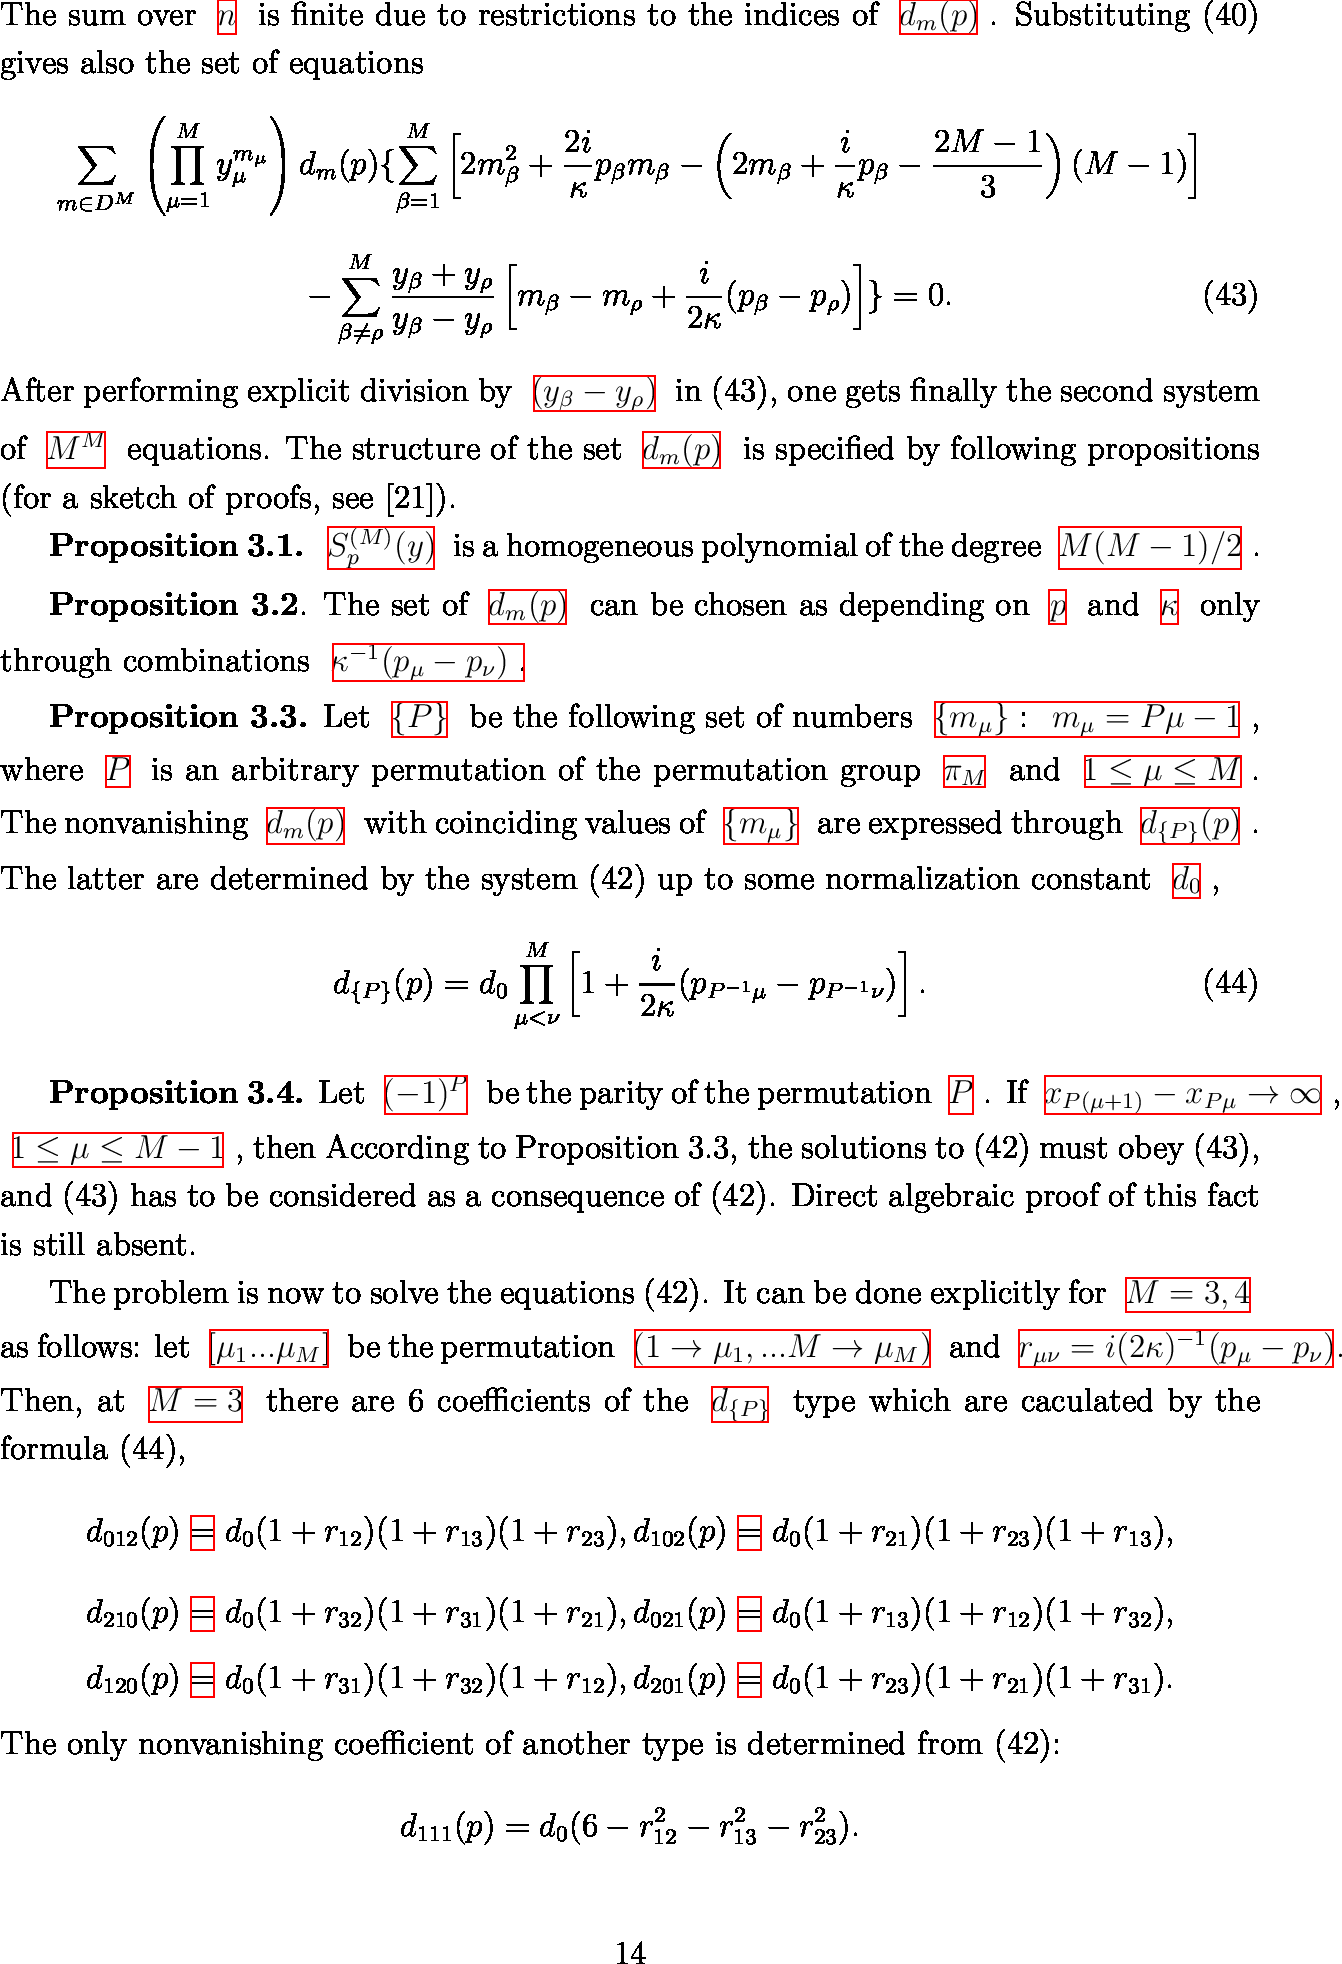 The sum over $n$ is finite due to restrictions to the indices of $d_m(p)$ . Substituting (40)
gives also the set of equations
$$\sum_{m \in D^M} \left( \prod_{\mu=1}^{M} y_\mu^{m_\mu} \right) d_m(p) \{ \sum_{\beta=1}^{M} \left[ 2m_\beta^2 + \frac{2i}{\kappa} p_\beta m_\beta - \left( 2m_\beta + \frac{i}{\kappa} p_\beta - \frac{2M-1}{3} \right) (M-1) \right]$$
$$- \sum_{\beta \neq \rho}^{M} \frac{y_\beta + y_\rho}{y_\beta - y_\rho} \left[ m_\beta - m_\rho + \frac{i}{2\kappa} (p_\beta - p_\rho) \right] \} = 0. \quad (43)$$
After performing explicit division by $(y_\beta - y_\rho)$ in (43), one gets finally the second system
of $M^M$ equations. The structure of the set $d_m(p)$ is specified by following propositions
(for a sketch of proofs, see [21]).
Proposition 3.1. $S_p^{(M)}(y)$ is a homogeneous polynomial of the degree $M(M-1)/2$ .
Proposition 3.2. The set of $d_m(p)$ can be chosen as depending on $p$ and $\kappa$ only
through combinations $\kappa^{-1}(p_\mu - p_\nu)$ .
Proposition 3.3. Let $\{P\}$ be the following set of numbers $\{m_\mu\} :\ m_\mu = P\mu - 1$ ,
where $P$ is an arbitrary permutation of the permutation group $\pi_M$ and $1 \leq \mu \leq M$ .
The nonvanishing $d_m(p)$ with coinciding values of $\{m_\mu\}$ are expressed through $d_{\{P\}}(p)$ .
The latter are determined by the system (42) up to some normalization constant $d_0$ ,
$$d_{\{P\}}(p) = d_0 \prod_{\mu < \nu}^{M} \left[ 1 + \frac{i}{2\kappa} (p_{P^{-1}\mu} - p_{P^{-1}\nu}) \right]. \quad (44)$$
Proposition 3.4. Let $(-1)^P$ be the parity of the permutation $P$ . If $x_{P(\mu+1)} - x_{P\mu} \to \infty$ ,
$1 \leq \mu \leq M - 1$ , then According to Proposition 3.3, the solutions to (42) must obey (43),
and (43) has to be considered as a consequence of (42). Direct algebraic proof of this fact
is still absent.
The problem is now to solve the equations (42). It can be done explicitly for $M = 3, 4$
as follows: let $[\mu_1...\mu_M]$ be the permutation $(1 \to \mu_1, ...M \to \mu_M)$ and $r_{\mu\nu} = i(2\kappa)^{-1}(p_\mu - p_\nu)$.
Then, at $M = 3$ there are 6 coefficients of the $d_{\{P\}}$ type which are caculated by the
formula (44),
$$d_{012}(p) = d_0(1 + r_{12})(1 + r_{13})(1 + r_{23}), d_{102}(p) = d_0(1 + r_{21})(1 + r_{23})(1 + r_{13}),$$
$$d_{210}(p) = d_0(1 + r_{32})(1 + r_{31})(1 + r_{21}), d_{021}(p) = d_0(1 + r_{13})(1 + r_{12})(1 + r_{32}),$$
$$d_{120}(p) = d_0(1 + r_{31})(1 + r_{32})(1 + r_{12}), d_{201}(p) = d_0(1 + r_{23})(1 + r_{21})(1 + r_{31}).$$
The only nonvanishing coefficient of another type is determined from (42):
$$d_{111}(p) = d_0(6 - r_{12}^2 - r_{13}^2 - r_{23}^2).$$
14